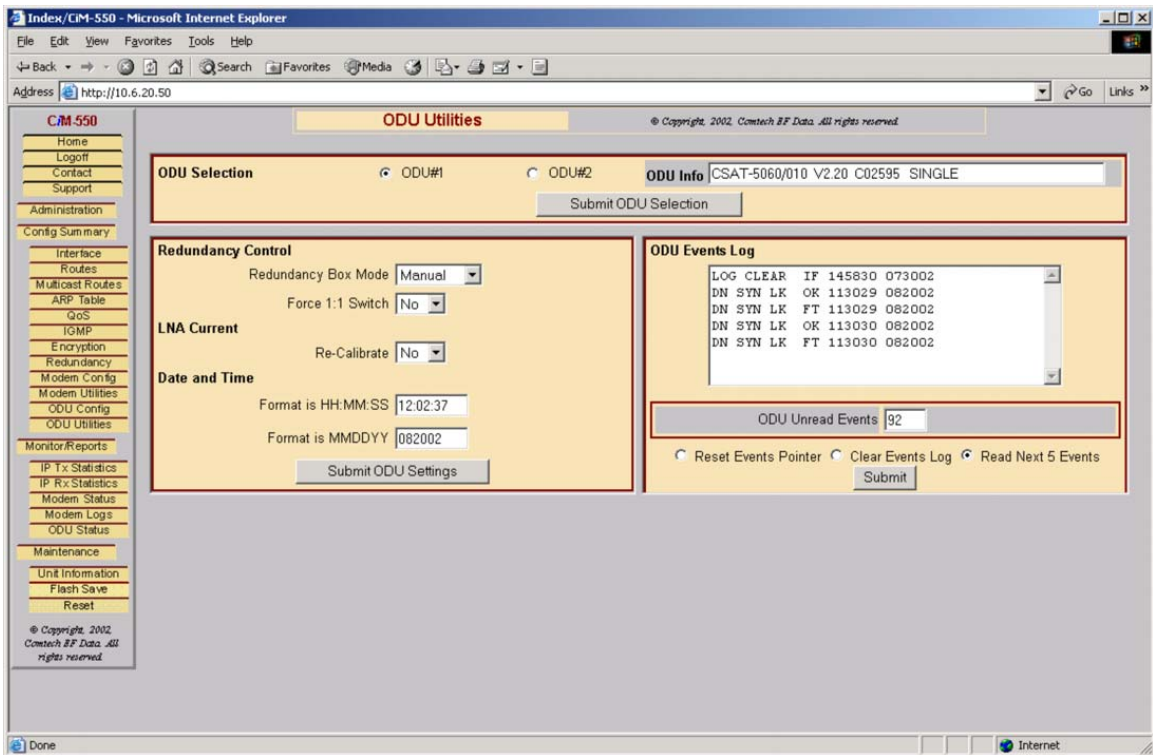 Index/CiM-550 - Microsoft Internet Explorer
File Edit View Favorites Tools Help
Back Search Favorites Media
Address http://10.6.20.50 Go Links »
CiM-550
Home
Logoff
Contact
Support
Administration
Config Summary
Interface
Routes
Multicast Routes
ARP Table
QoS
IGMP
Encryption
Redundancy
Modem Config
Modem Utilities
ODU Config
ODU Utilities
Monitor/Reports
IP Tx Statistics
IP Rx Statistics
Modem Status
Modem Logs
ODU Status
Maintenance
Unit Information
Flash Save
Reset
© Copyright, 2002,
Comtech EF Data. All
rights reserved.
ODU Utilities © Copyright, 2002, Comtech EF Data. All rights reserved.
ODU Selection ODU#1 ODU#2 ODU Info CSAT-5060/010 V2.20 C02595 SINGLE
Submit ODU Selection
Redundancy Control
Redundancy Box Mode Manual
Force 1:1 Switch No
LNA Current
Re-Calibrate No
Date and Time
Format is HH:MM:SS 12:02:37
Format is MMDDYY 082002
Submit ODU Settings
ODU Events Log
LOG CLEAR IF 145830 073002
DN SYN LK OK 113029 082002
DN SYN LK FT 113029 082002
DN SYN LK OK 113030 082002
DN SYN LK FT 113030 082002
ODU Unread Events 92
Reset Events Pointer Clear Events Log Read Next 5 Events
Submit
Done Internet